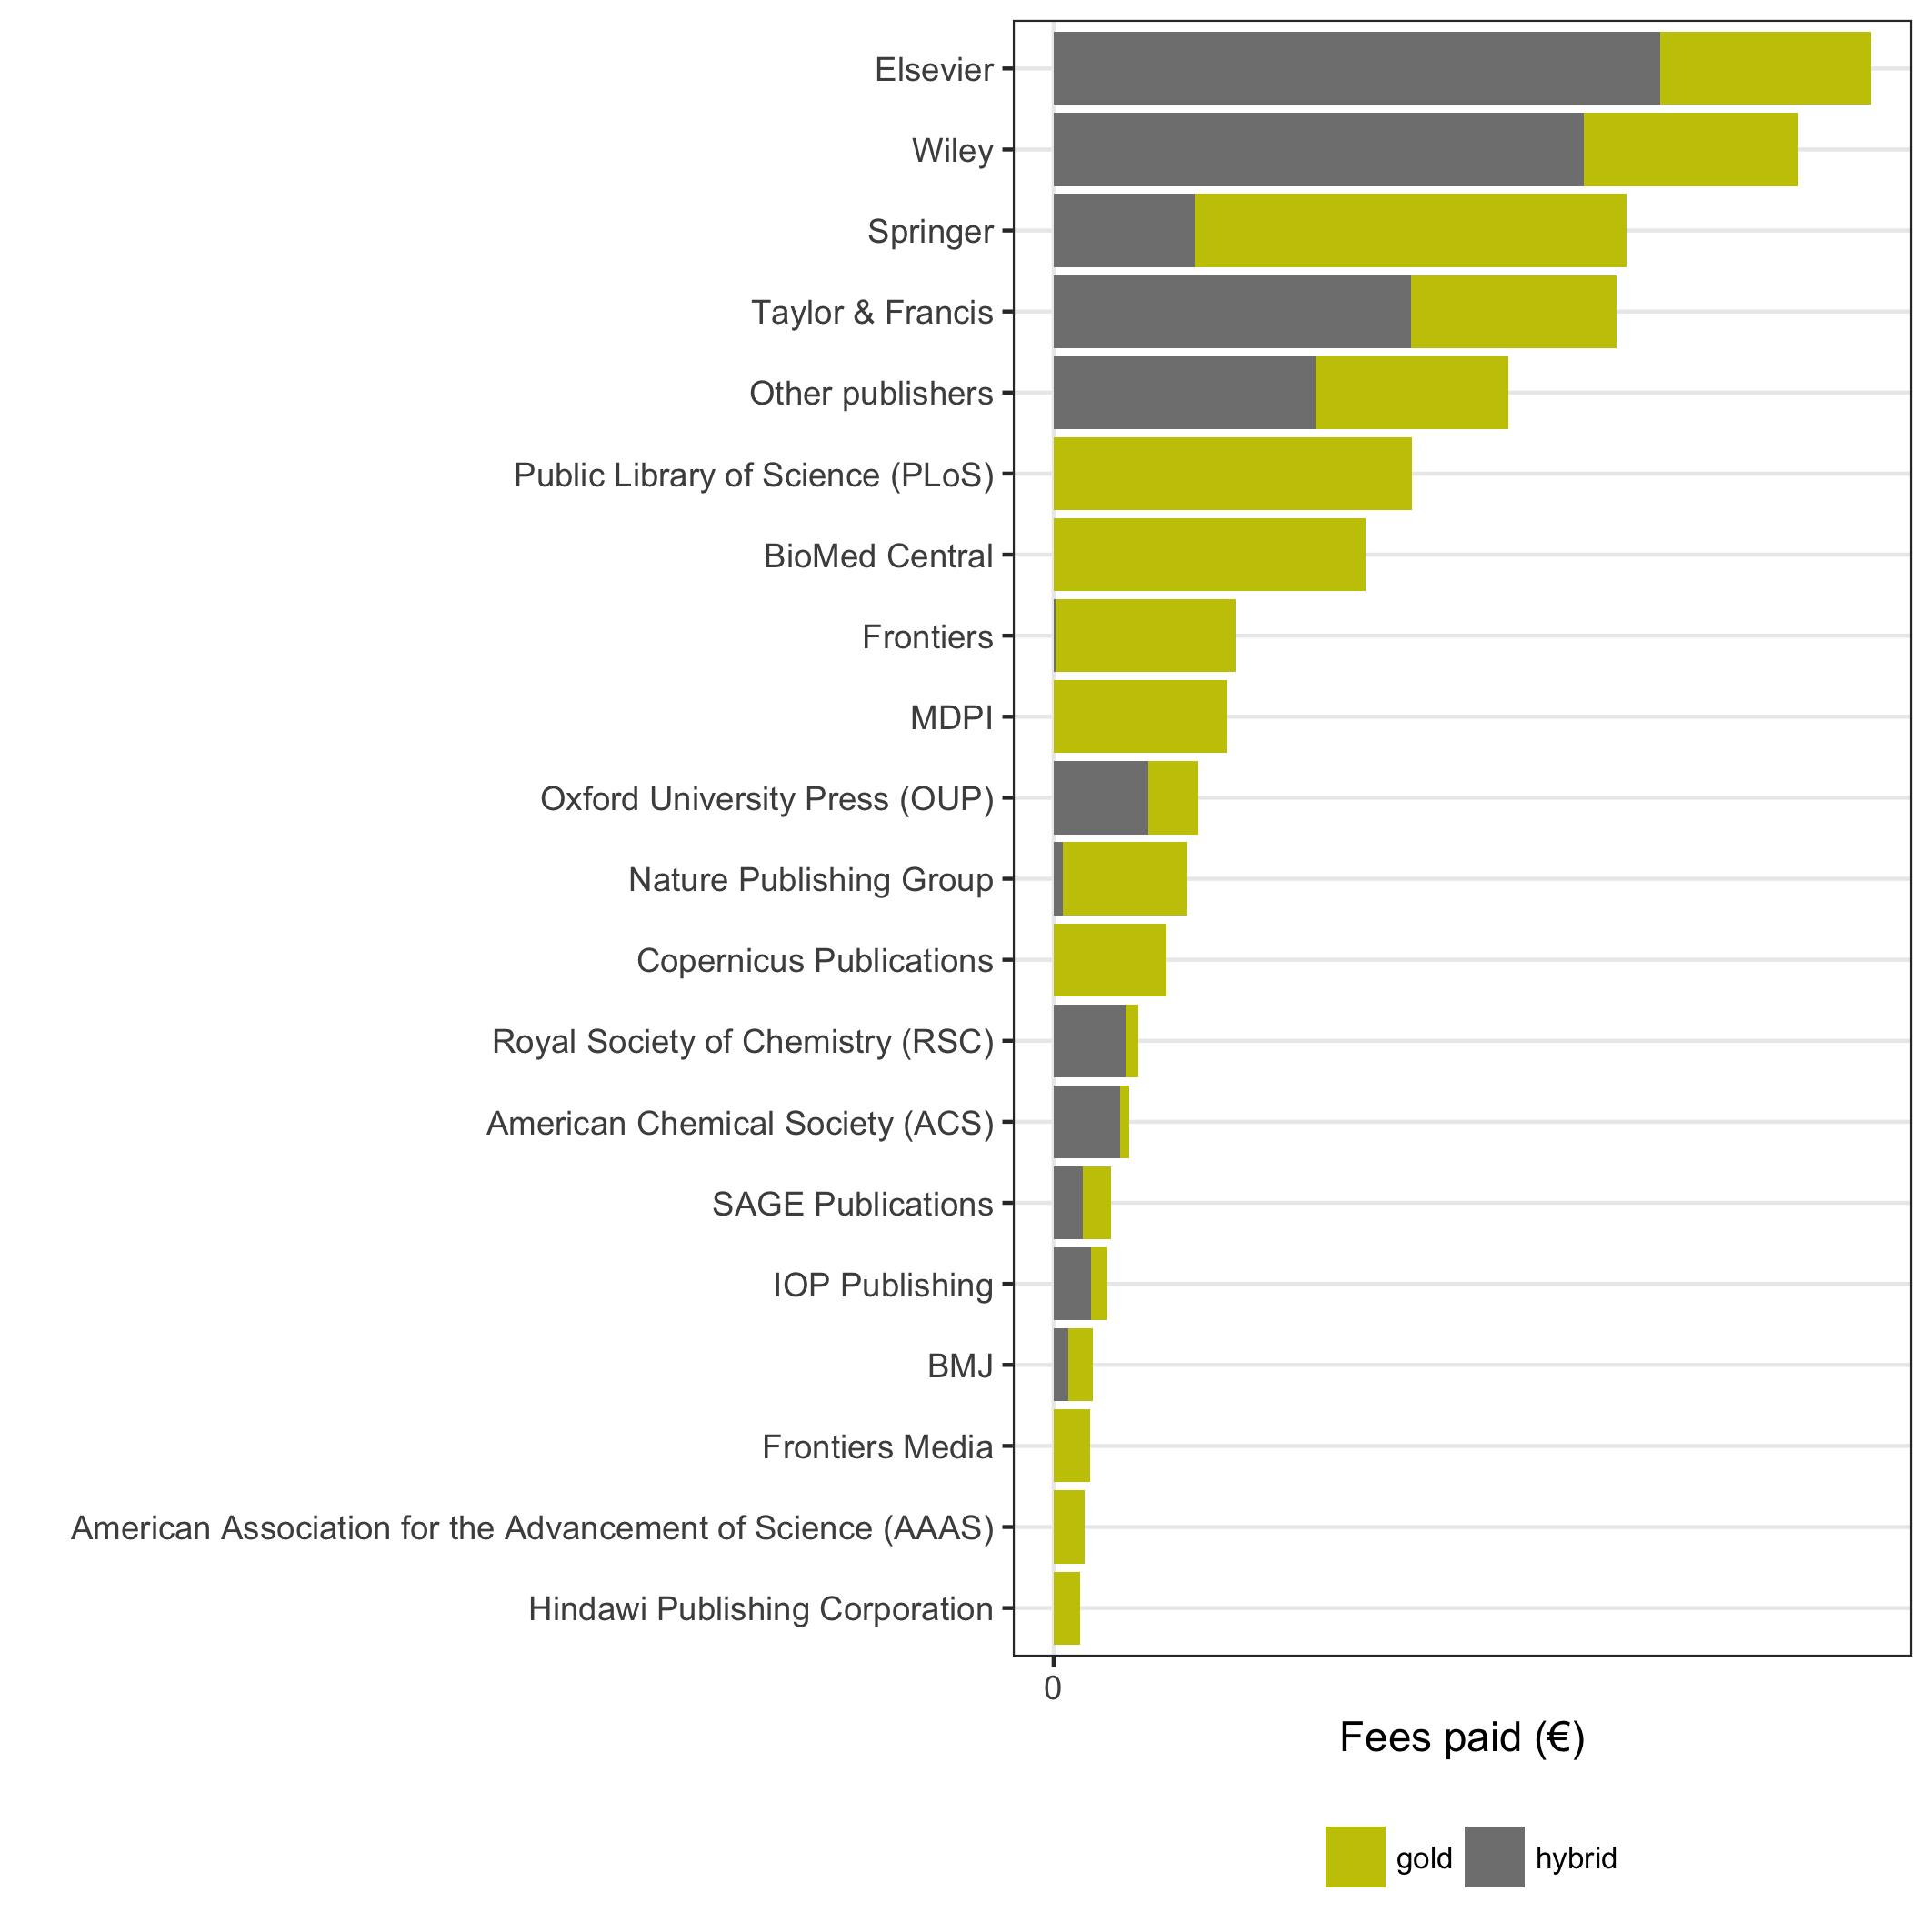 Elsevier
Wiley
Springer
Taylor & Francis
Other publishers
Public Library of Science (PLoS)
BioMed Central
Frontiers
MDPI
Oxford University Press (OUP)
Nature Publishing Group
Copernicus Publications
Royal Society of Chemistry (RSC)
American Chemical Society (ACS)
SAGE Publications
IOP Publishing
BMJ
Frontiers Media
American Association for the Advancement of Science (AAAS)
Hindawi Publishing Corporation
0
Fees paid (€)
gold hybrid